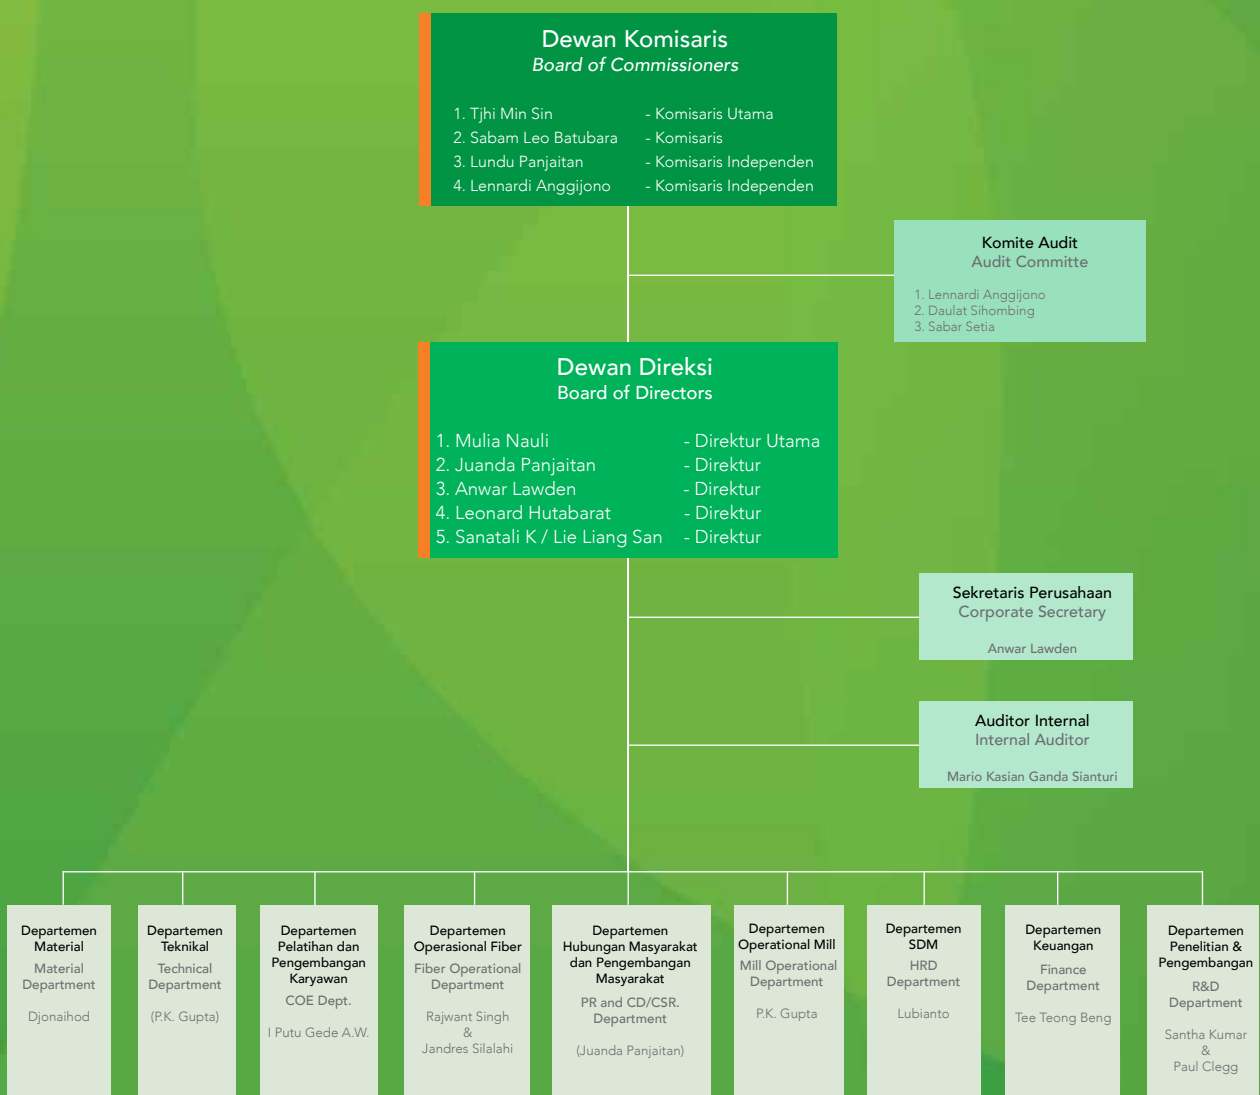 Dewan Komisaris
Board of Commissioners
1. Tjhi Min Sin - Komisaris Utama
2. Sabam Leo Batubara - Komisaris
3. Lundu Panjaitan - Komisaris Independen
4. Lennardi Anggijono - Komisaris Independen
Komite Audit
Audit Committe
1. Lennardi Anggijono
2. Daulat Sihombing
3. Sabar Setia
Dewan Direksi
Board of Directors
1. Mulia Nauli - Direktur Utama
2. Juanda Panjaitan - Direktur
3. Anwar Lawden - Direktur
4. Leonard Hutabarat - Direktur
5. Sanatali K / Lie Liang San - Direktur
Sekretaris Perusahaan
Corporate Secretary
Anwar Lawden
Auditor Internal
Internal Auditor
Mario Kasian Ganda Sianturi
Departemen
Material
Material
Department
Djonaihod
Departemen
Teknikal
Technical
Department
(P.K. Gupta)
Departemen
Pelatihan dan
Pengembangan
Karyawan
COE Dept.
I Putu Gede A.W.
Departemen
Operasional Fiber
Fiber Operational
Department
Rajwant Singh
&
Jandres Silalahi
Departemen
Hubungan Masyarakat
dan Pengembangan
Masyarakat
PR and CD/CSR.
Department
(Juanda Panjaitan)
Departemen
Operational Mill
Mill Operational
Department
P.K. Gupta
Departemen
SDM
HRD
Department
Lubianto
Departemen
Keuangan
Finance
Department
Tee Teong Beng
Departemen
Penelitian &
Pengembangan
R&D
Department
Santha Kumar
&
Paul Clegg